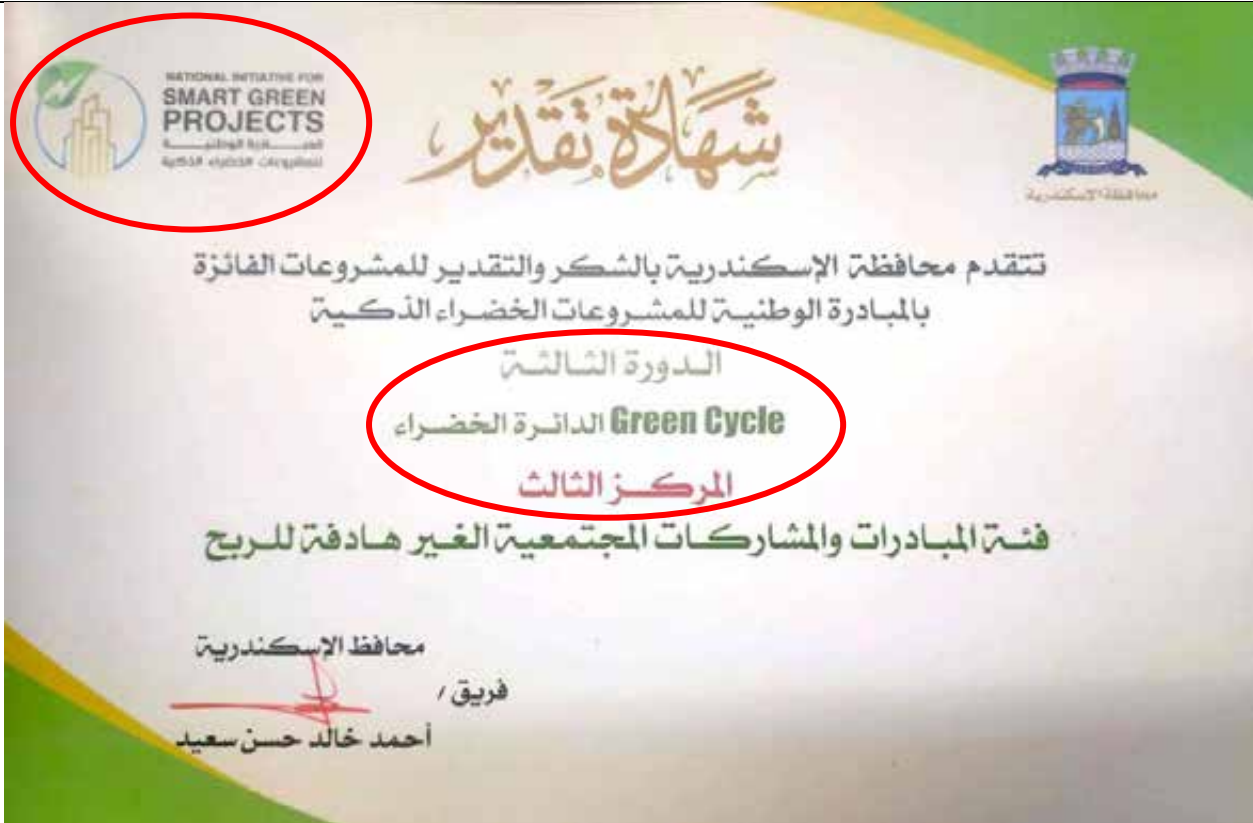 NATIONAL INITIATIVE FOR
SMART GREEN
PROJECTS
المبـــــادرة الوطنيـــــــة
للمشروعات الخضراء الذكية
شهادة تقدير
محافظة الإسكندرية
تتقدم محافظة الإسكندرية بالشكر والتقدير للمشروعات الفائزة
بالمبادرة الوطنية للمشروعات الخضراء الذكية
الدورة الثالثة
Green Cycle الدائرة الخضراء
المركز الثالث
فئة المبادرات والمشاركات المجتمعية الغير هادفة للربح
محافظ الإسكندرية
فريق /
أحمد خالد حسن سعيد